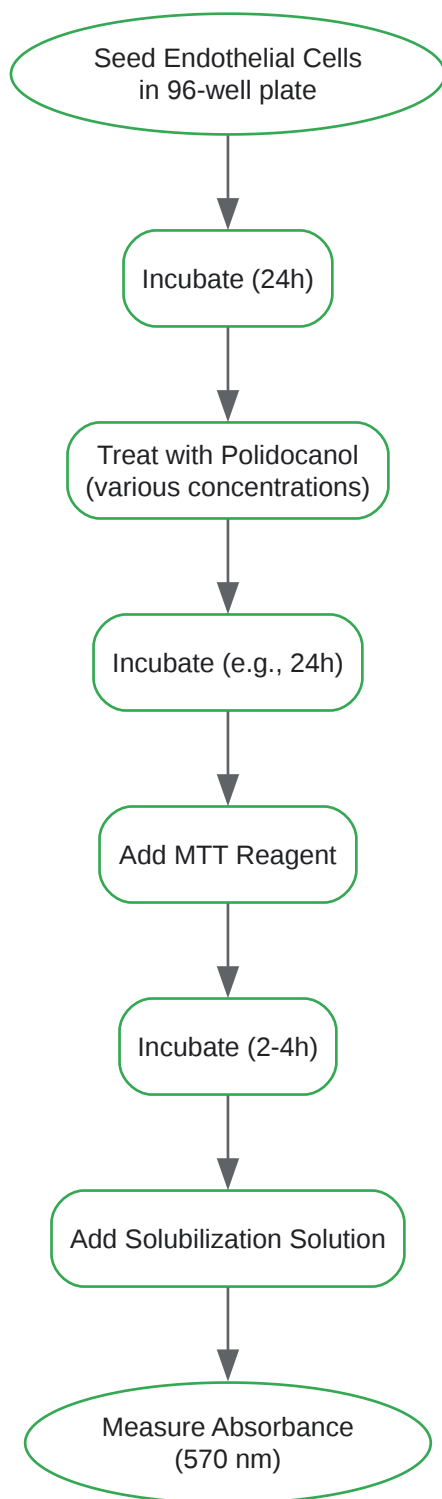 Seed Endothelial Cells
in 96-well plate
Incubate (24h)
Treat with Polidocanol
(various concentrations)
Incubate (e.g., 24h)
Add MTT Reagent
Incubate (2-4h)
Add Solubilization Solution
Measure Absorbance
(570 nm)